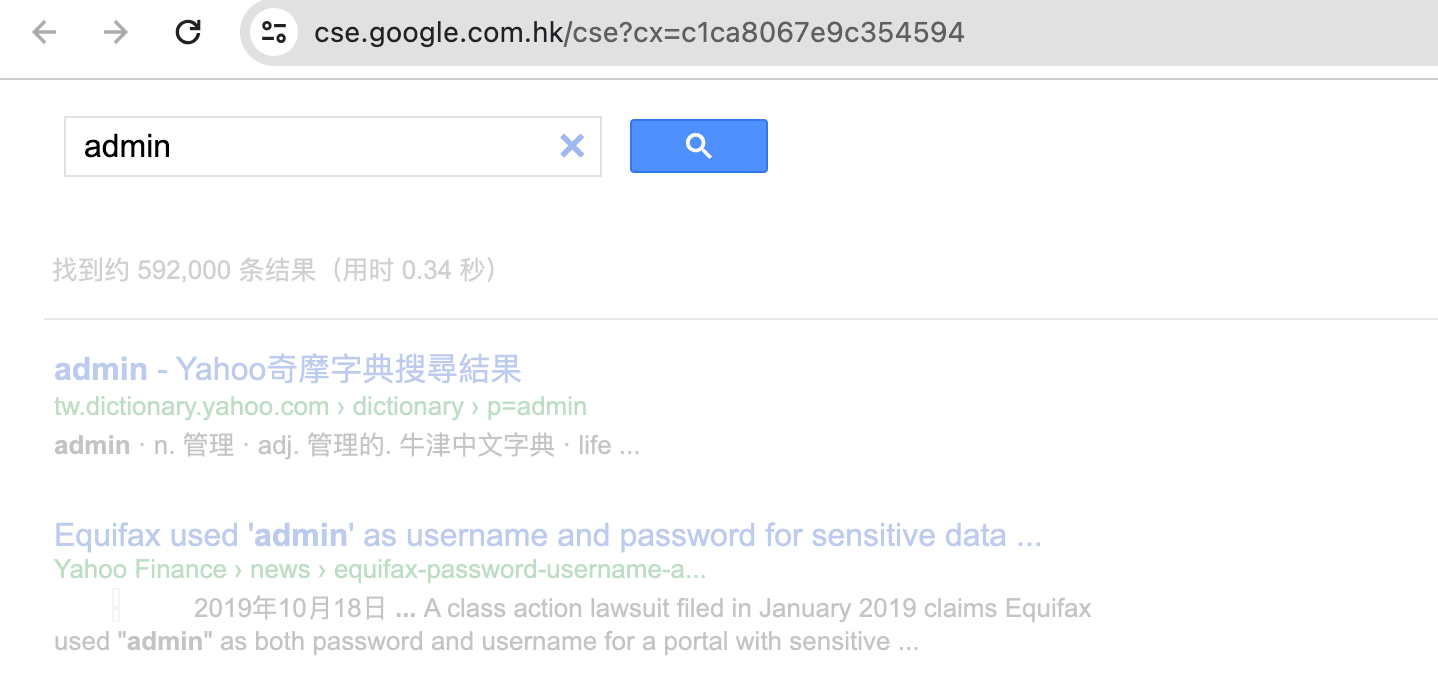 cse.google.com.hk/cse?cx=c1ca8067e9c354594
admin
找到约 592,000 条结果（用时 0.34 秒）
admin - Yahoo奇摩字典搜尋結果
tw.dictionary.yahoo.com › dictionary › p=admin
admin · n. 管理 · adj. 管理的. 牛津中文字典 · life ...
Equifax used 'admin' as username and password for sensitive data ...
Yahoo Finance › news › equifax-password-username-a...
2019年10月18日 ... A class action lawsuit filed in January 2019 claims Equifax
used "admin" as both password and username for a portal with sensitive ...